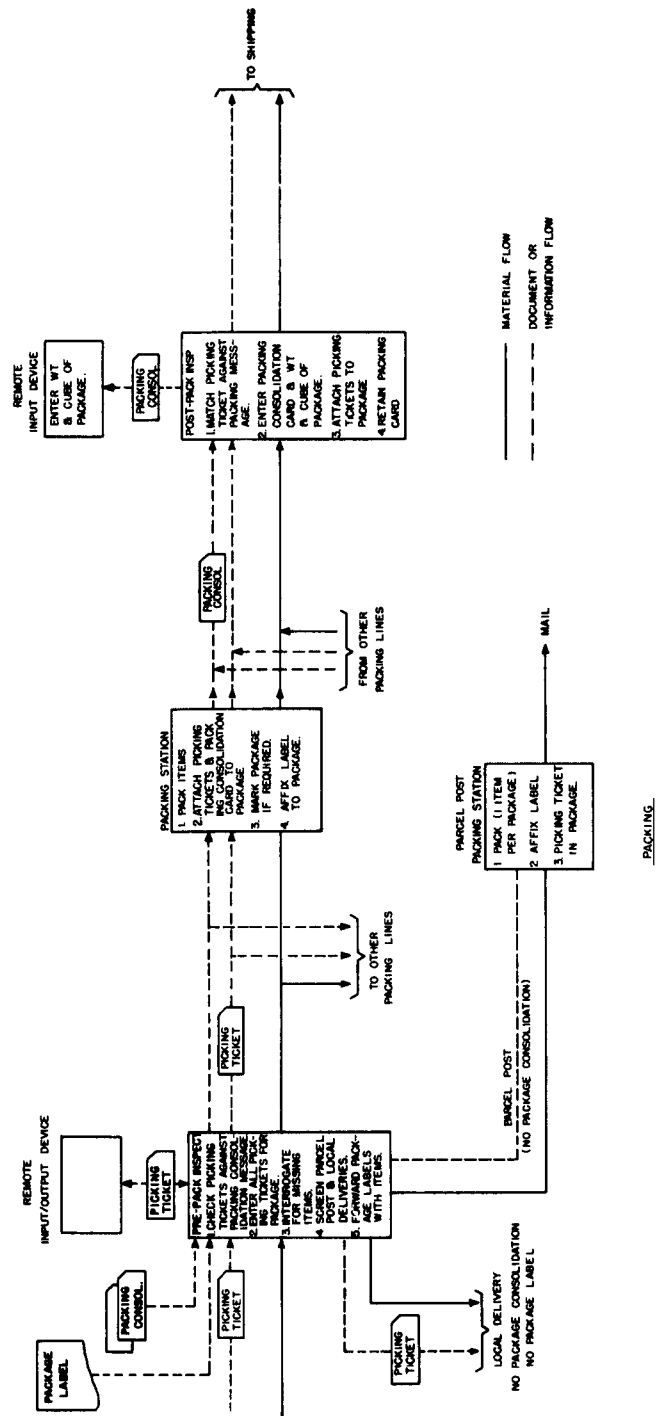 PACKAGE
LABEL
PACKING
CONSOL.
PICKING
TICKET
REMOTE
INPUT/OUTPUT DEVICE
PICKING
TICKET
PRE-PACK INSPECT
1. CHECK PICKING
TICKETS AGAINST
PACKING CONSOL-
IDATION MESSAGE
2. ENTER ALL PICK-
ING TICKETS FOR
PACKAGE.
3. INTERROGATE
FOR MISSING
ITEMS.
4 SCREEN PARCEL
POST & LOCAL
DELIVERIES.
5. FORWARD PACK-
AGE LABELS
WITH ITEMS.
PICKING
TICKET
LOCAL DELIVERY
NO PACKAGE CONSOLIDATION
NO PACKAGE LABEL
PICKING
TICKET
TO OTHER
PACKING LINES
PARCEL POST
(NO PACKAGE CONSOLIDATION)
PACKING STATION
1. PACK ITEMS
2. ATTACH PICKING
TICKETS & PACK
ING CONSOLIDATION
CARD TO
PACKAGE
3. MARK PACKAGE
IF REQUIRED.
4. AFFIX LABEL
TO PACKAGE.
PARCEL POST
PACKING STATION
1 PACK (1 ITEM
PER PACKAGE)
2 AFFIX LABEL
3. PICKING TICKET
IN PACKAGE.
MAIL
FROM OTHER
PACKING LINES
PACKING
CONSOL
REMOTE
INPUT DEVICE
ENTER WT
& CUBE OF
PACKAGE.
PACKING
CONSOL.
POST-PACK INSP
1. MATCH PICKING
TICKET AGAINST
PACKING MESS-
AGE.
2. ENTER PACKING
CONSOLIDATION
CARD & WT
& CUBE OF
PACKAGE.
3. ATTACH PICKING
TICKETS TO
PACKAGE
4. RETAIN PACKING
CARD
TO SHIPPING
MATERIAL FLOW
DOCUMENT OR
INFORMATION FLOW
PACKING